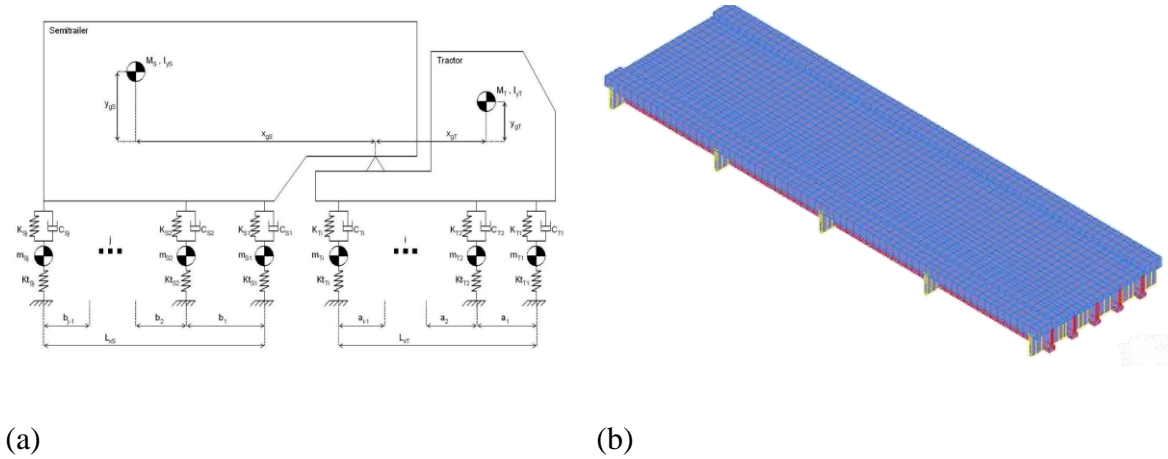 Semitrailer
M_S , I_yS
Tractor
M_T , I_yT
y_gS
y_gT
x_gS
x_gT
K_Sj
C_Sj
j
K_S2
C_S2
K_S1
C_S1
K_Ti
C_Ti
i
K_T2
C_T2
K_T1
C_T1
m_Sj
m_S2
m_S1
m_Ti
m_T2
m_T1
Kt_Sj
Kt_S2
Kt_S1
Kt_Ti
Kt_T2
Kt_T1
b_j-1
b_2
b_1
a_i-1
a_2
a_1
L_xS
L_xT
(a)
(b)